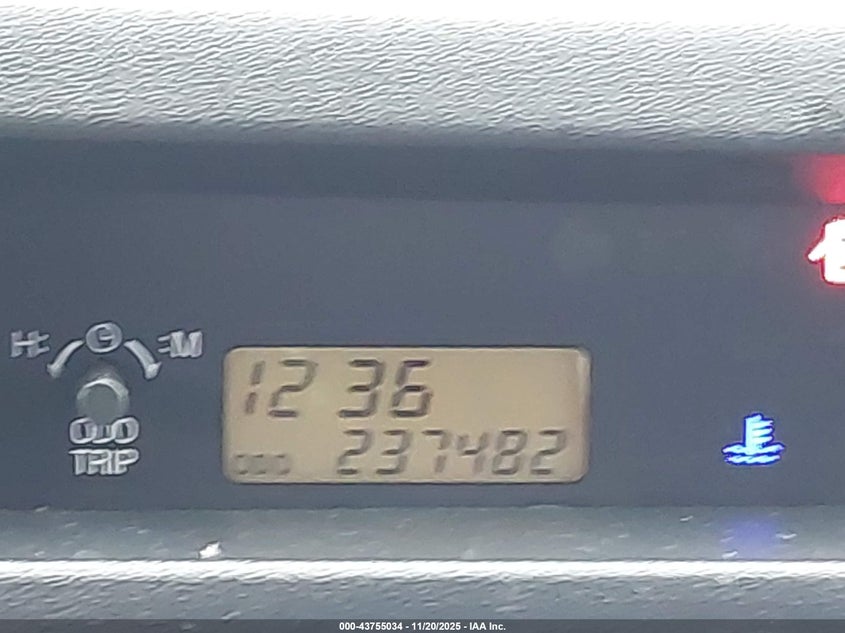 H M
ODO
TRIP
12 36
ODO 237482
000-43755034 - 11/20/2025 - IAA Inc.